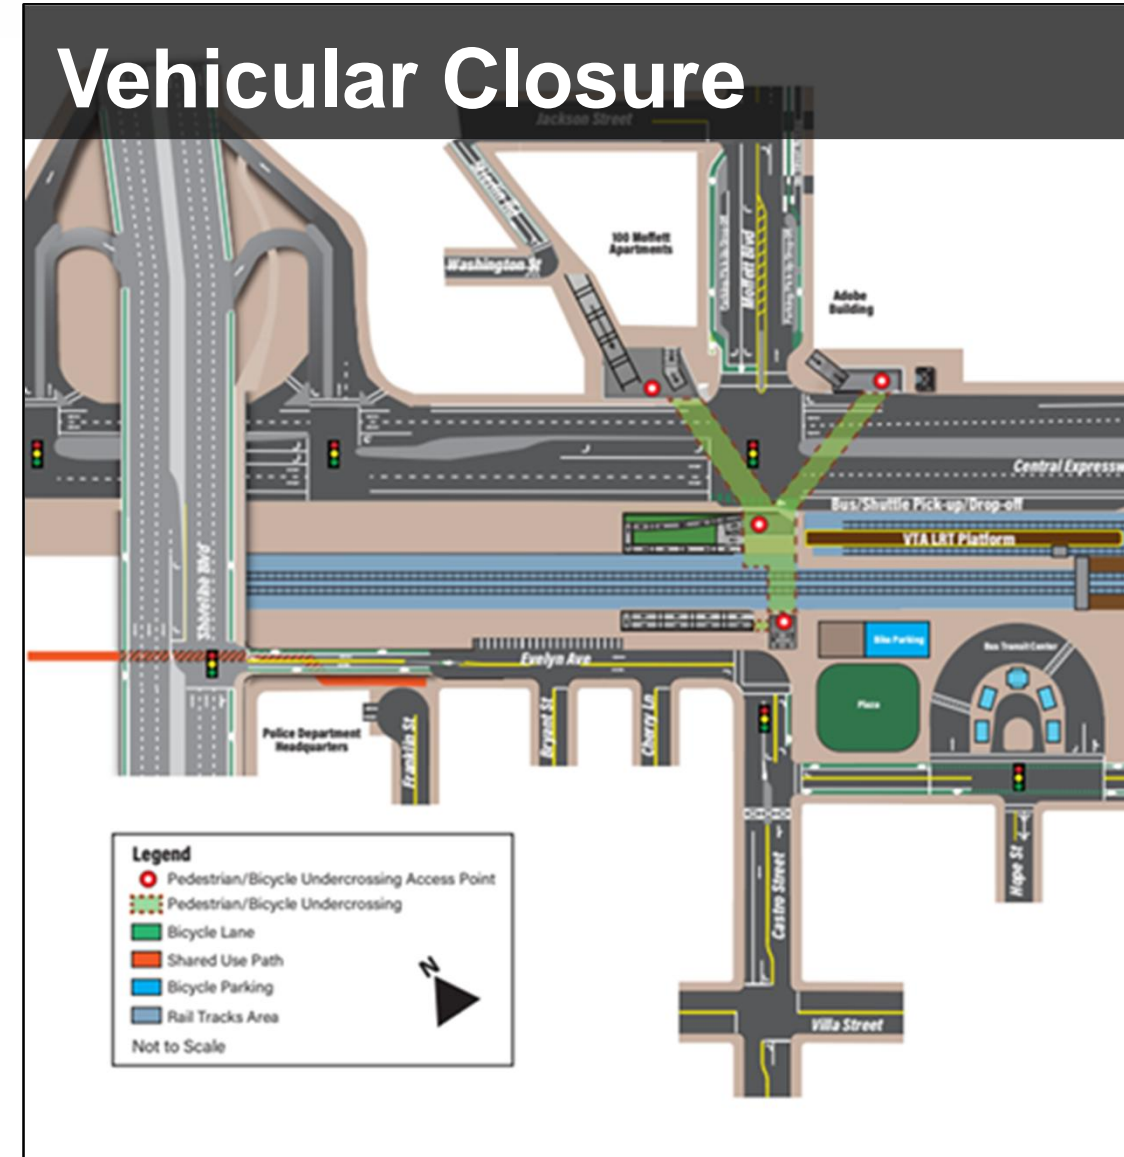 Vehicular Closure
Jackson Street
Washington St
100 Moffett
Apartments
Moffett Blvd
Adobe
Building
Central Expressw
Bus/Shuttle Pick-up/Drop-off
VTA LRT Platform
Shoreline Blvd
Evelyn Ave
Bike Parking
Bus Transit Center
Plaza
Police Department
Headquarters
Franklin St
Bryant St
Cherry Ln
Castro Street
Hope St
Villa Street
Legend
Pedestrian/Bicycle Undercrossing Access Point
Pedestrian/Bicycle Undercrossing
Bicycle Lane
Shared Use Path
Bicycle Parking
Rail Tracks Area
Not to Scale
N